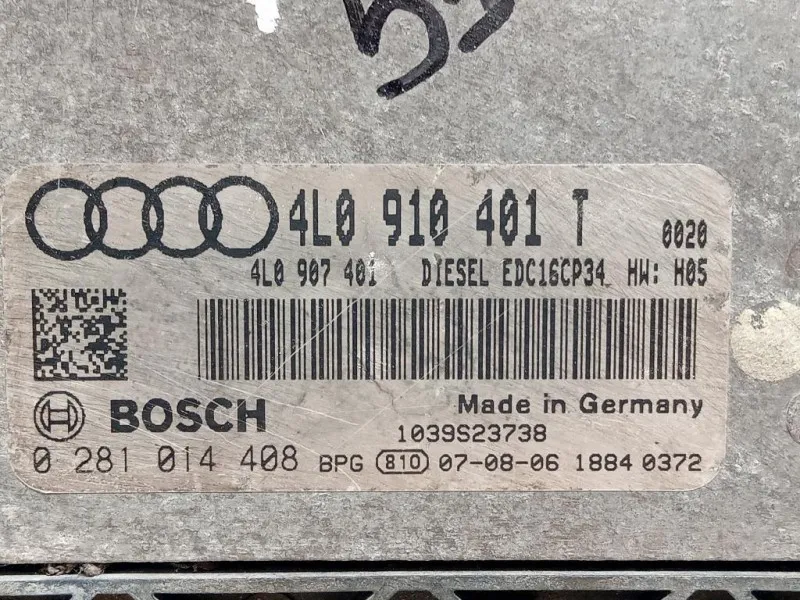 4L0 910 401 T 0020
4L0 907 401 DIESEL EDC16CP34 HW: H05
BOSCH Made in Germany
1039S23738
0 281 014 408 BPG 810 07-08-06 1884 0372